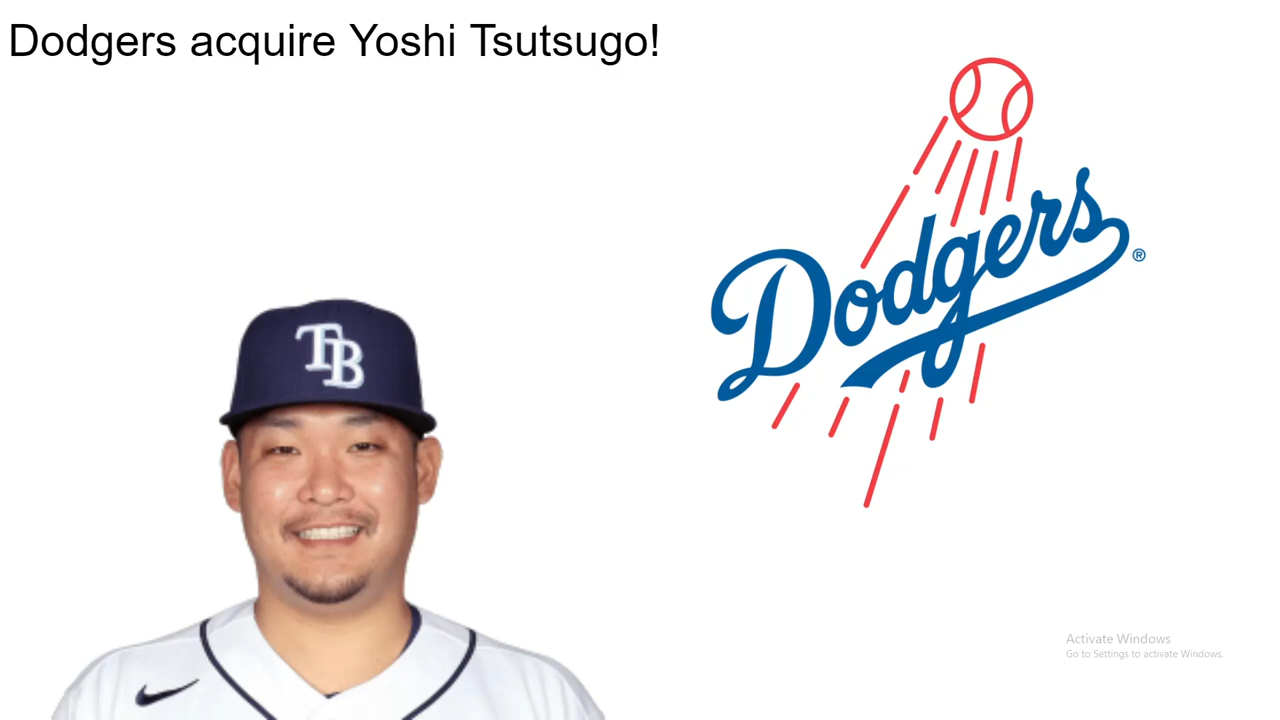 Dodgers acquire Yoshi Tsutsugo!
Dodgers
®
TB
Activate Windows
Go to Settings to activate Windows.